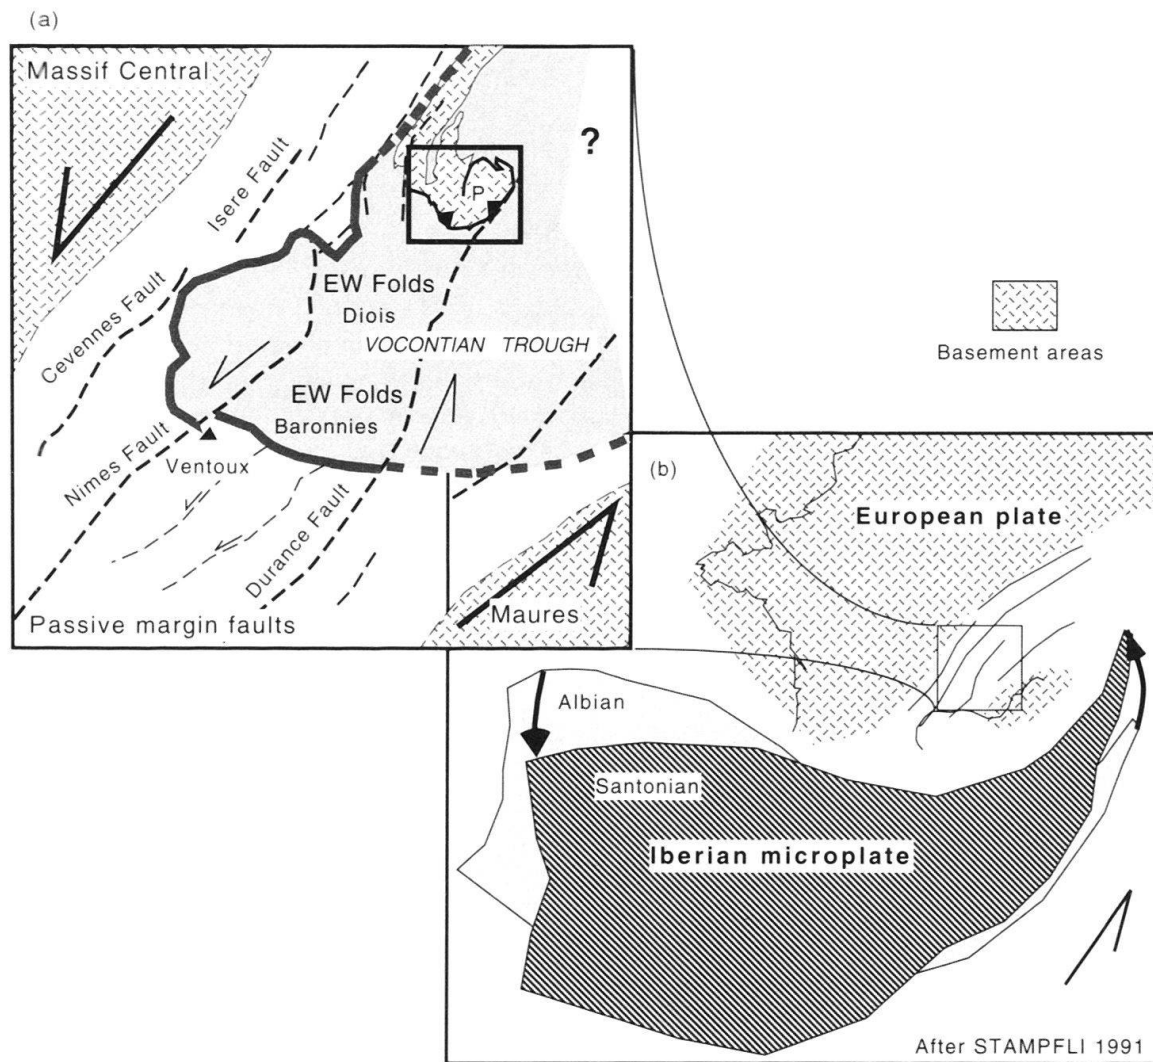 (a)
Massif Central
?
Isere Fault
P
Cevennes Fault
EW Folds
Diois
VOCONTIAN TROUGH
EW Folds
Baronnies
Nimes Fault
Ventoux
Durance Fault
Maures
Passive margin faults
Basement areas
(b)
European plate
Albian
Santonian
Iberian microplate
After STAMPFLI 1991